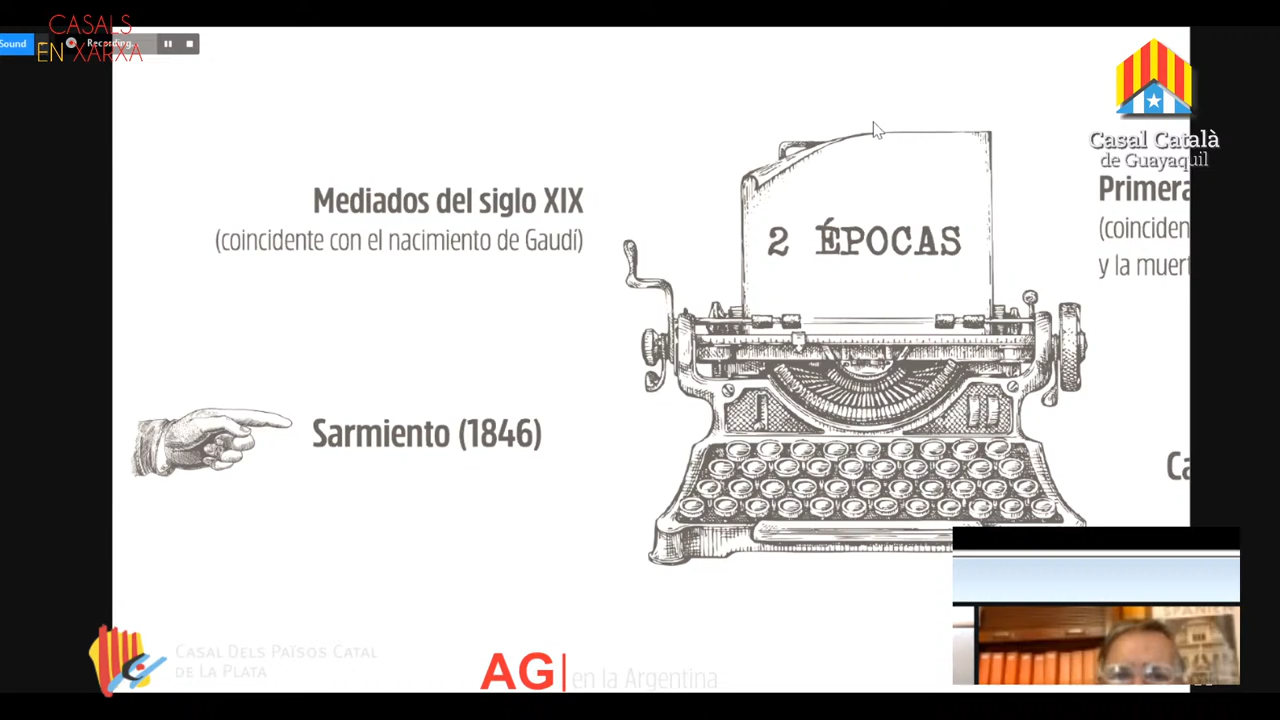 CASALS
EN XARXA
Sound
Recording...
Casal Català
de Guayaquil
Mediados del siglo XIX
(coincidente con el nacimiento de Gaudí)
2 ÉPOCAS
Primera
(coinciden
y la muert
Sarmiento (1846)
Ca
SPANISH
CASAL DELS PAÏSOS CATAL
DE LA PLATA
AG| en la Argentina